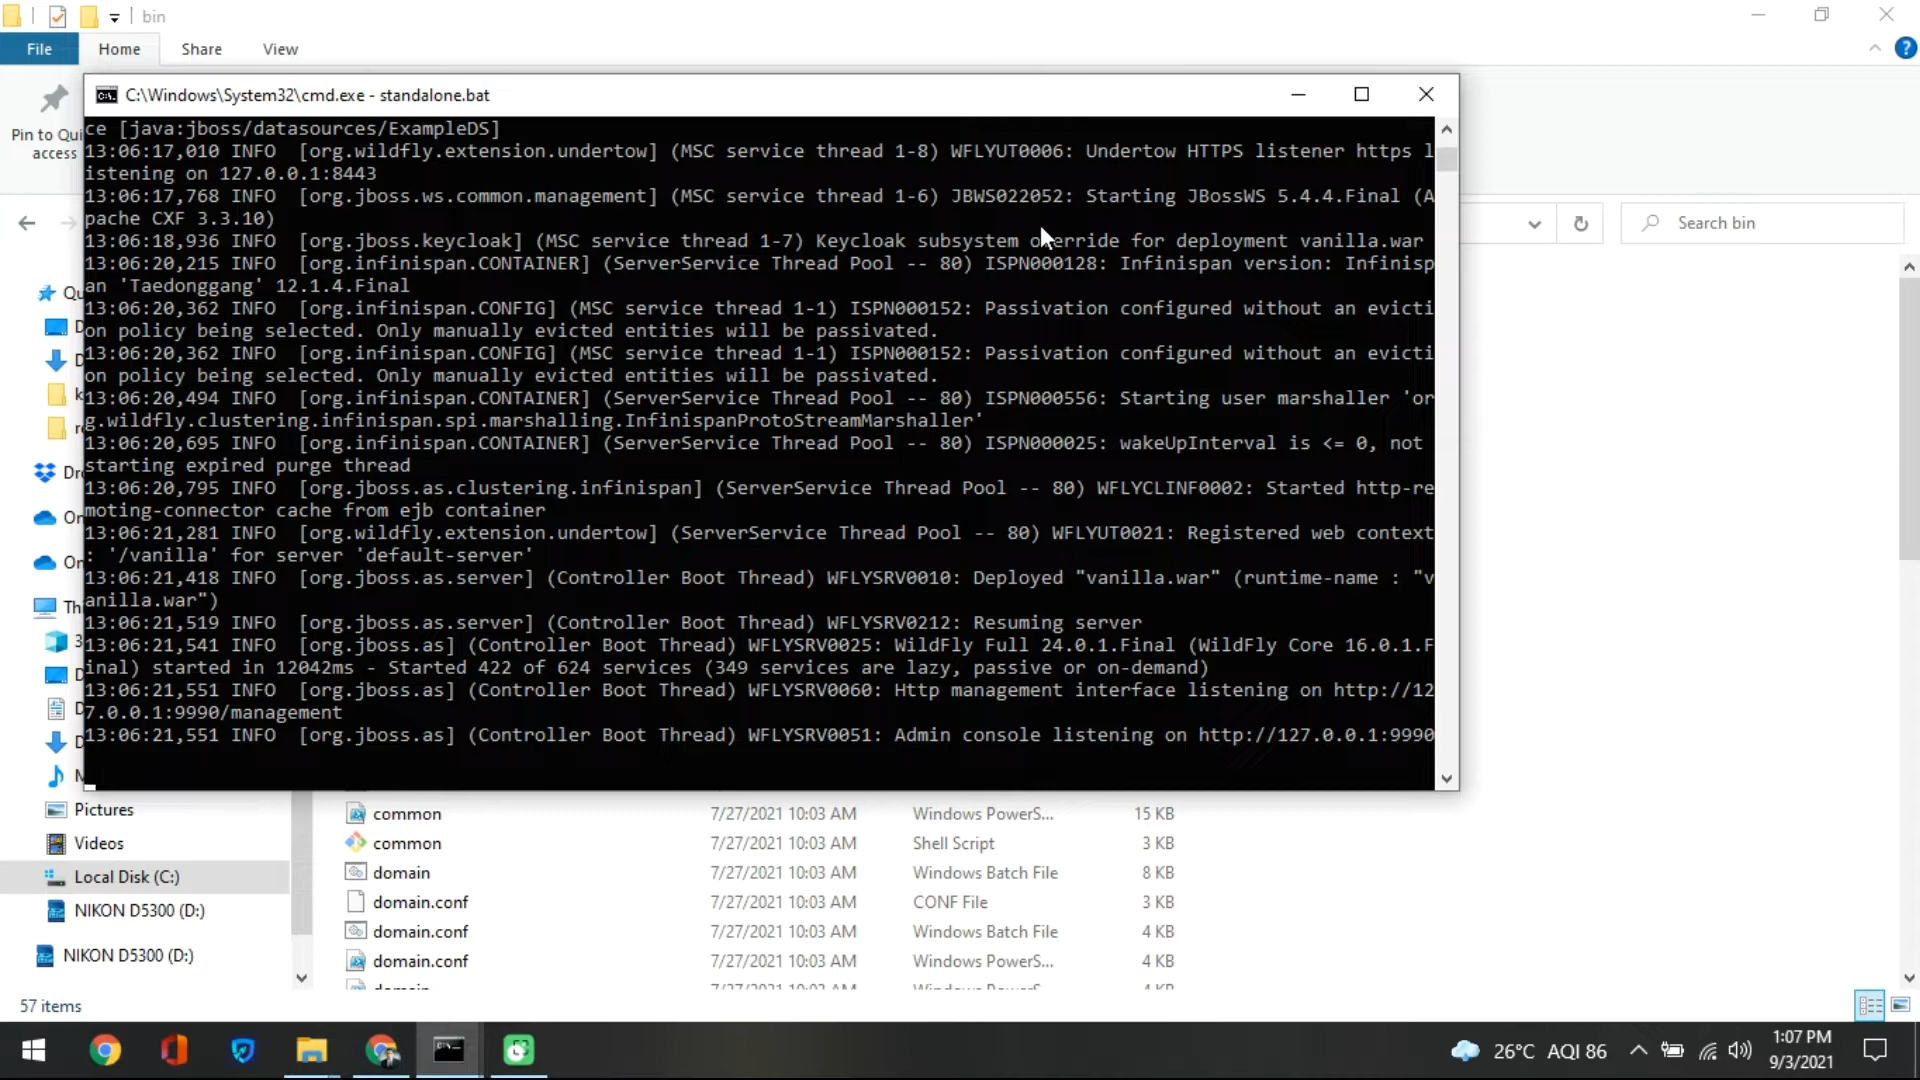 bin
File
Home
Share
View
Pin to Qui
access
C:\Windows\System32\cmd.exe - standalone.bat
ce [java:jboss/datasources/ExampleDS]
13:06:17,010 INFO  [org.wildfly.extension.undertow] (MSC service thread 1-8) WFLYUT0006: Undertow HTTPS listener https l
istening on 127.0.0.1:8443
13:06:17,768 INFO  [org.jboss.ws.common.management] (MSC service thread 1-6) JBWS022052: Starting JBossWS 5.4.4.Final (A
pache CXF 3.3.10)
13:06:18,936 INFO  [org.jboss.keycloak] (MSC service thread 1-7) Keycloak subsystem override for deployment vanilla.war
13:06:20,215 INFO  [org.infinispan.CONTAINER] (ServerService Thread Pool -- 80) ISPN000128: Infinispan version: Infinisp
an 'Taedonggang' 12.1.4.Final
13:06:20,362 INFO  [org.infinispan.CONFIG] (MSC service thread 1-1) ISPN000152: Passivation configured without an evicti
on policy being selected. Only manually evicted entities will be passivated.
13:06:20,362 INFO  [org.infinispan.CONFIG] (MSC service thread 1-1) ISPN000152: Passivation configured without an evicti
on policy being selected. Only manually evicted entities will be passivated.
13:06:20,494 INFO  [org.infinispan.CONTAINER] (ServerService Thread Pool -- 80) ISPN000556: Starting user marshaller 'or
g.wildfly.clustering.infinispan.spi.marshalling.InfinispanProtoStreamMarshaller'
13:06:20,695 INFO  [org.infinispan.CONTAINER] (ServerService Thread Pool -- 80) ISPN000025: wakeUpInterval is <= 0, not
starting expired purge thread
13:06:20,795 INFO  [org.jboss.as.clustering.infinispan] (ServerService Thread Pool -- 80) WFLYCLINF0002: Started http-re
moting-connector cache from ejb container
13:06:21,281 INFO  [org.wildfly.extension.undertow] (ServerService Thread Pool -- 80) WFLYUT0021: Registered web context
: '/vanilla' for server 'default-server'
13:06:21,418 INFO  [org.jboss.as.server] (Controller Boot Thread) WFLYSRV0010: Deployed "vanilla.war" (runtime-name : "v
anilla.war")
13:06:21,519 INFO  [org.jboss.as.server] (Controller Boot Thread) WFLYSRV0212: Resuming server
13:06:21,541 INFO  [org.jboss.as] (Controller Boot Thread) WFLYSRV0025: WildFly Full 24.0.1.Final (WildFly Core 16.0.1.F
inal) started in 12042ms - Started 422 of 624 services (349 services are lazy, passive or on-demand)
13:06:21,551 INFO  [org.jboss.as] (Controller Boot Thread) WFLYSRV0060: Http management interface listening on http://12
7.0.0.1:9990/management
13:06:21,551 INFO  [org.jboss.as] (Controller Boot Thread) WFLYSRV0051: Admin console listening on http://127.0.0.1:9990
Search bin
Pictures
Videos
Local Disk (C:)
NIKON D5300 (D:)
NIKON D5300 (D:)
common 7/27/2021 10:03 AM Windows PowerS... 15 KB
common 7/27/2021 10:03 AM Shell Script 3 KB
domain 7/27/2021 10:03 AM Windows Batch File 8 KB
domain.conf 7/27/2021 10:03 AM CONF File 3 KB
domain.conf 7/27/2021 10:03 AM Windows Batch File 4 KB
domain.conf 7/27/2021 10:03 AM Windows PowerS... 4 KB
57 items
26°C AQI 86
1:07 PM
9/3/2021